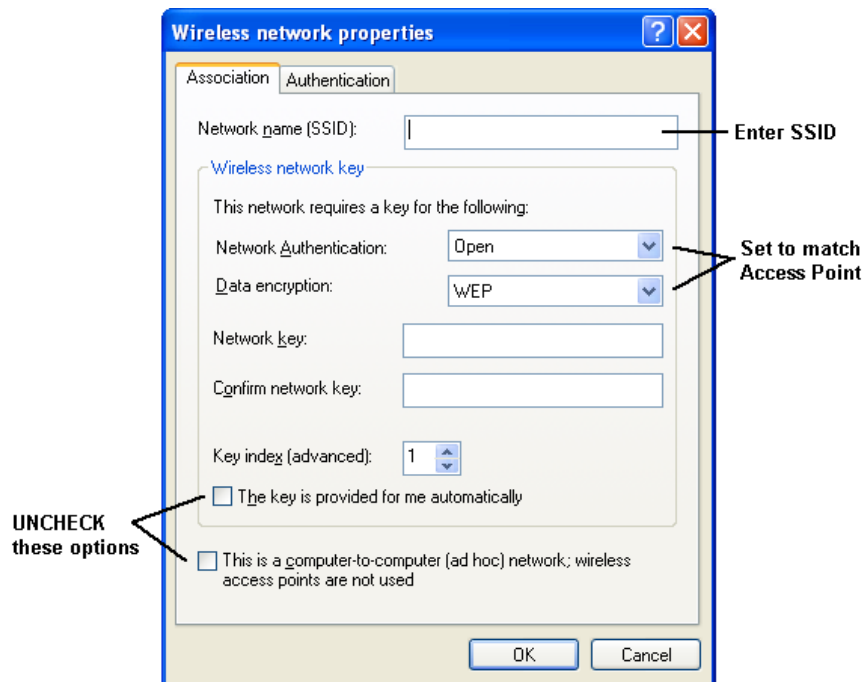 Wireless network properties
Association
Authentication
Network name (SSID):
Enter SSID
Wireless network key
This network requires a key for the following:
Network Authentication:
Open
Set to match
Access Point
Data encryption:
WEP
Network key:
Confirm network key:
Key index (advanced):
1
The key is provided for me automatically
UNCHECK
these options
This is a computer-to-computer (ad hoc) network; wireless
access points are not used
OK
Cancel